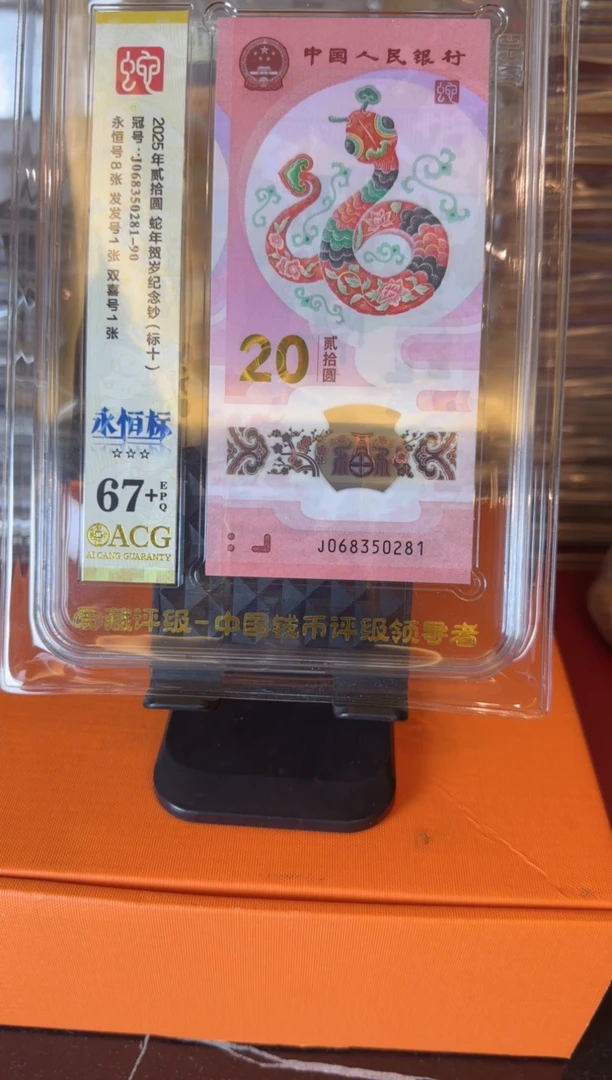 蛇
2025年贰拾圆 蛇年贺岁纪念钞(标十)
冠号:J068350281-90
永恒号8张 发发号1张 双喜号1张
永恒标
☆☆☆
67+EPQ
ACG
AI CANG GUARANTY
中国人民银行
蛇
20
贰拾圆
福
J068350281
爱藏评级-中国钱币评级领导者